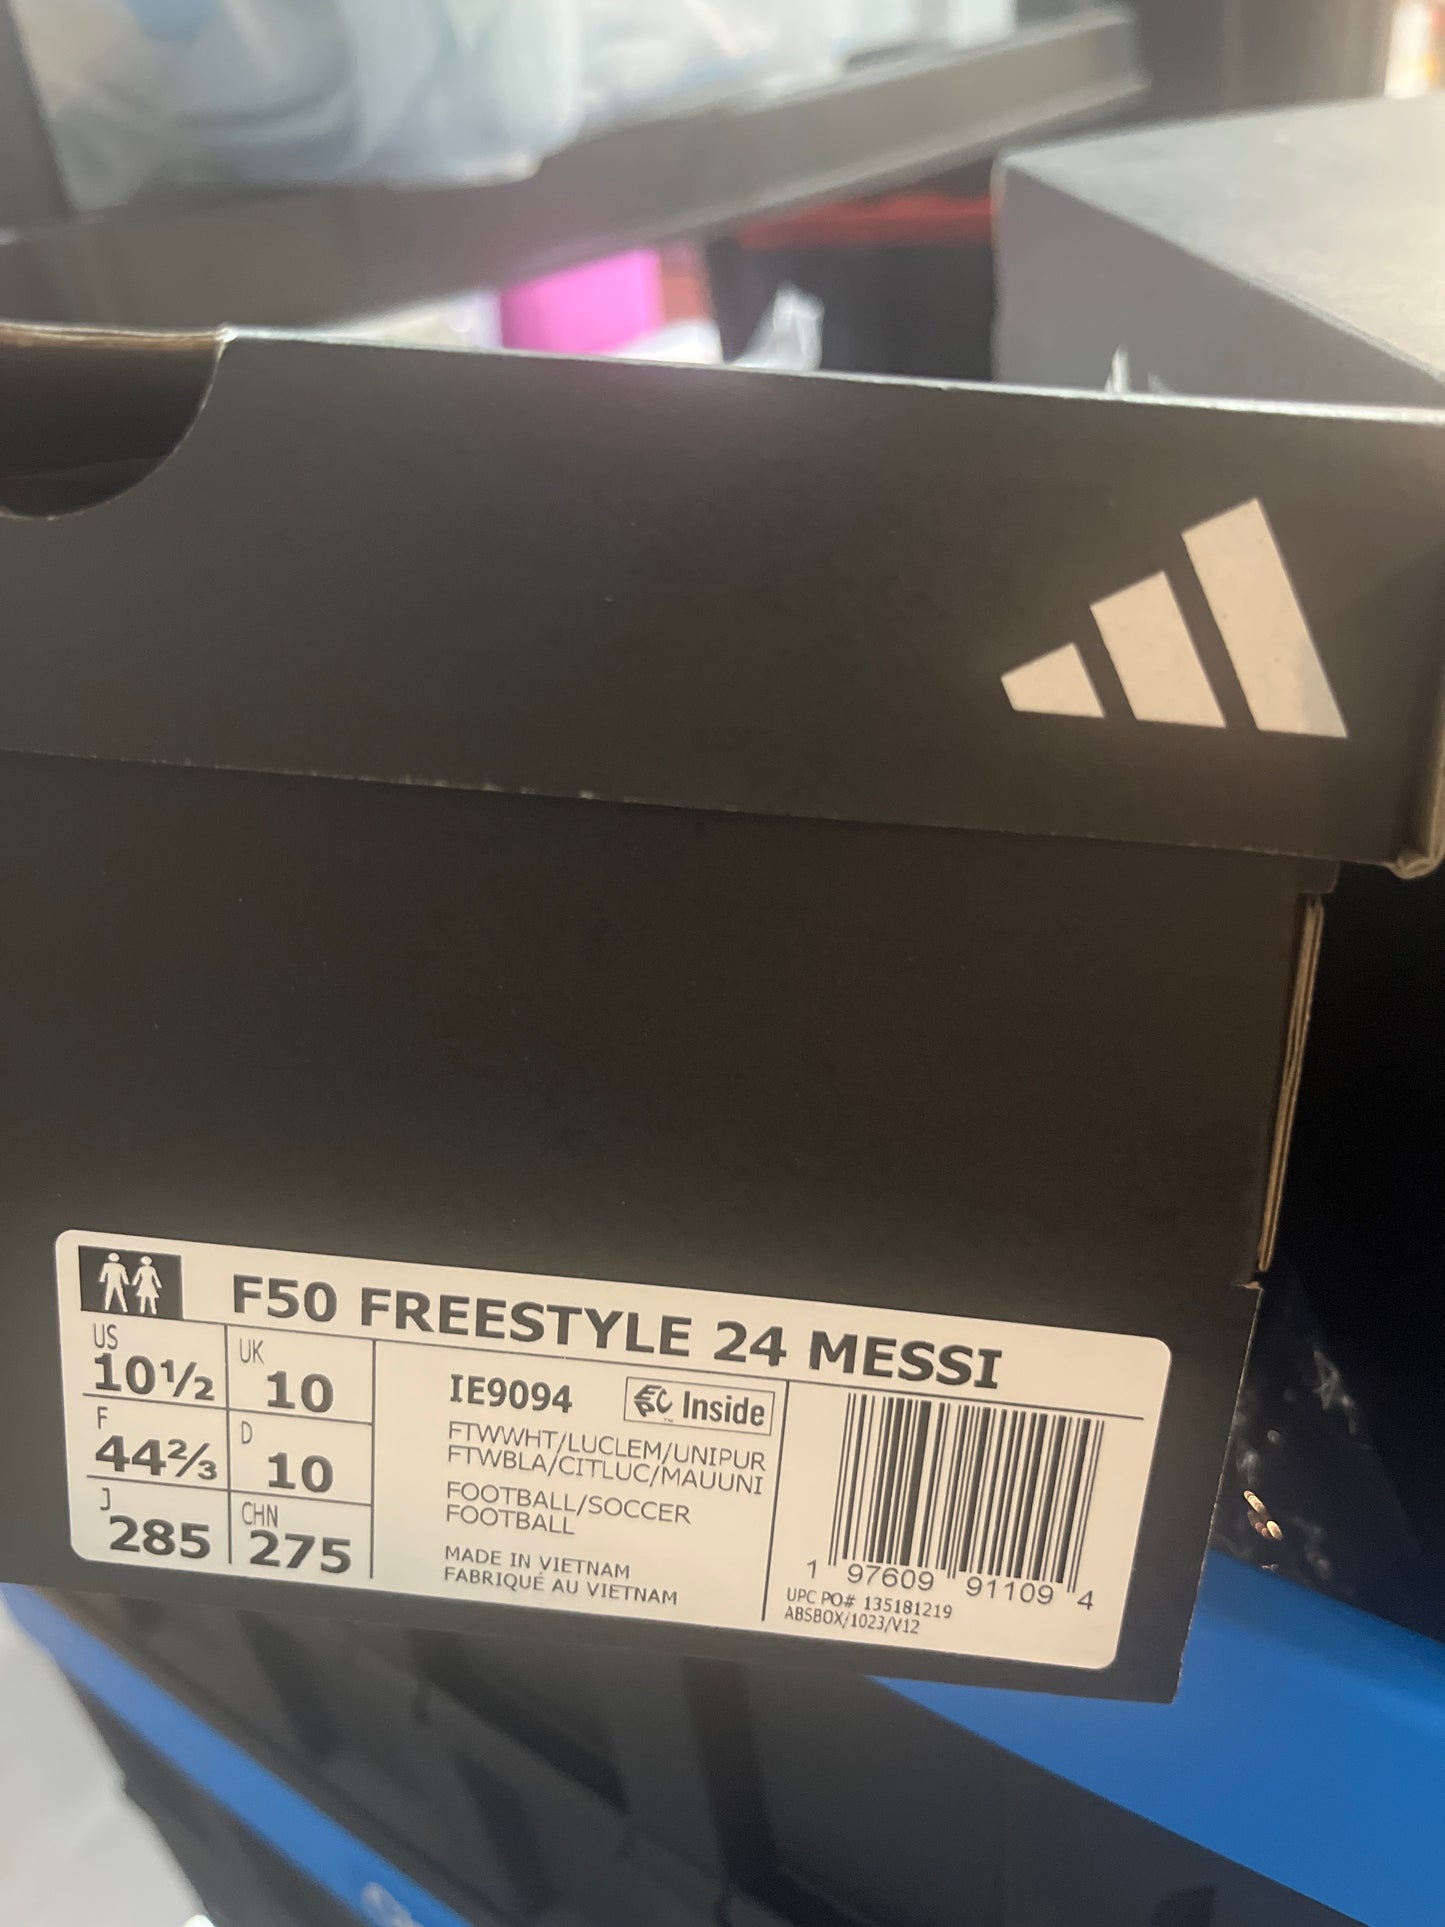 F50 FREESTYLE 24 MESSI
US
10½
UK
10
F
44⅔
D
10
J
285
CHN
275
IE9094
EPC Inside
™
FTWWHT/LUCLEM/UNIPUR
FTWBLA/CITLUC/MAUUNI
FOOTBALL/SOCCER
FOOTBALL
MADE IN VIETNAM
FABRIQUÉ AU VIETNAM
1 97609 91109 4
UPC PO# 135181219
ABSBOX/1023/V12